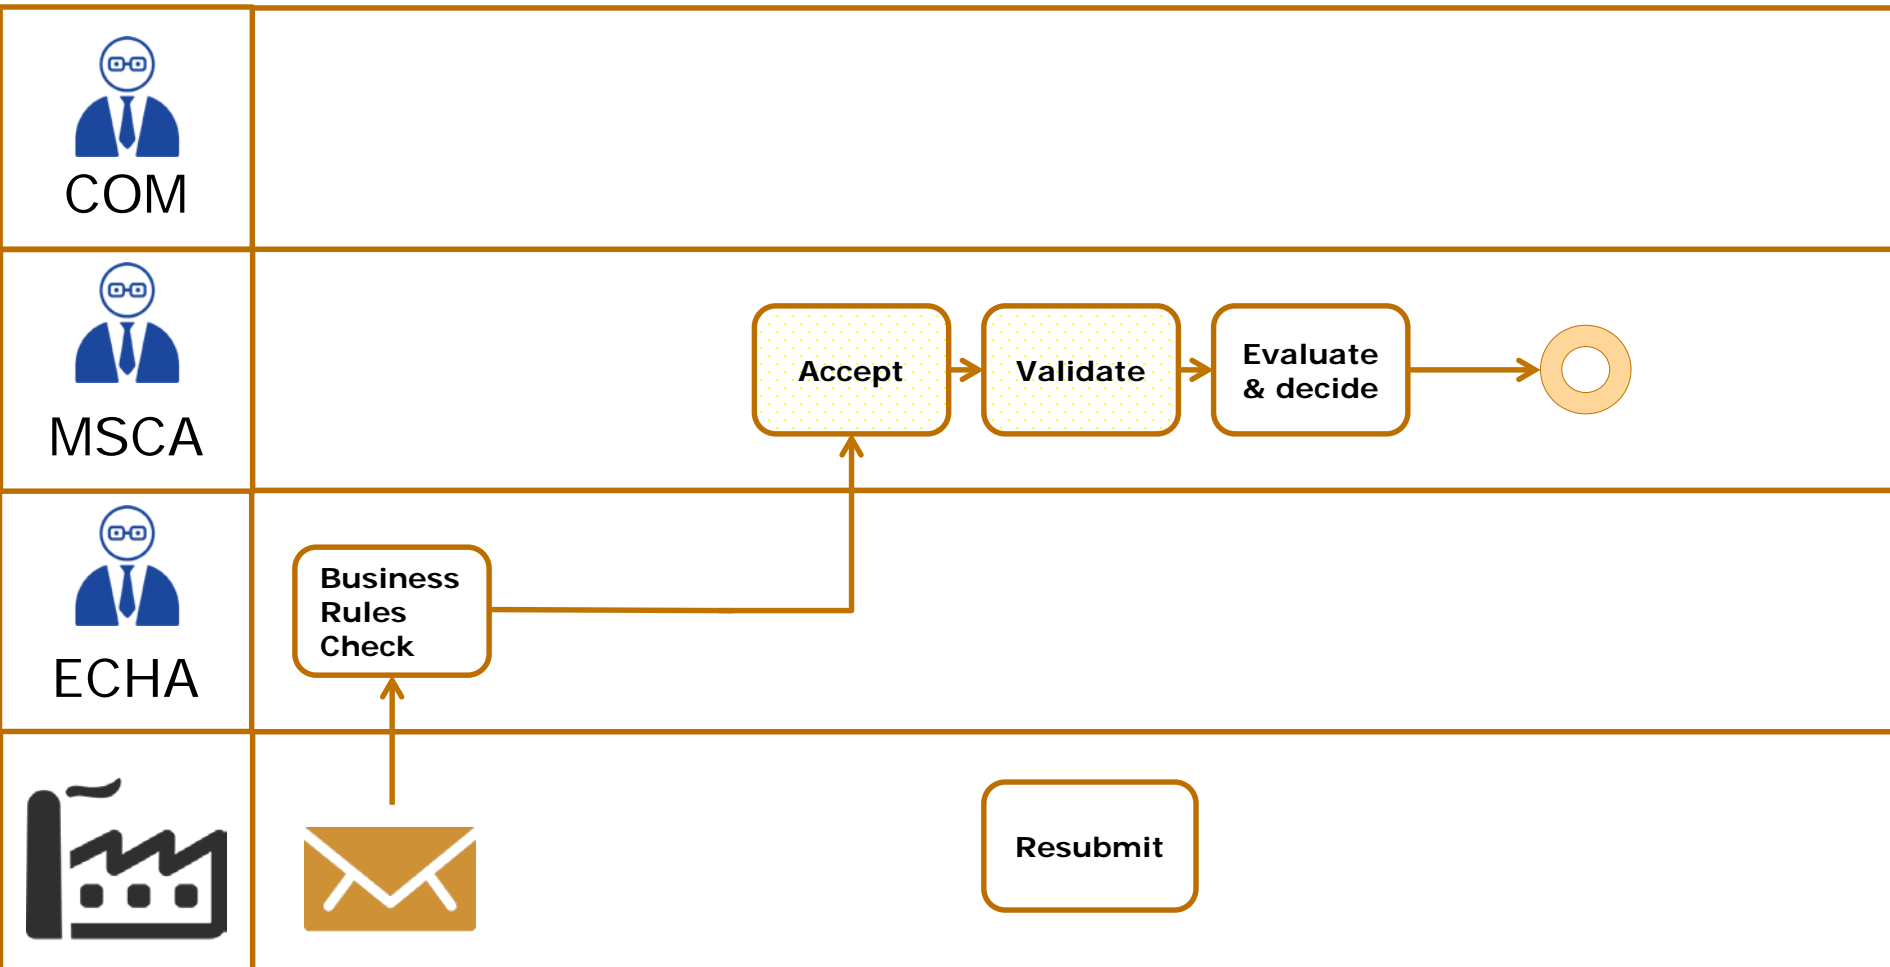 COM
MSCA
Accept
Validate
Evaluate
& decide
ECHA
Business
Rules
Check
Resubmit